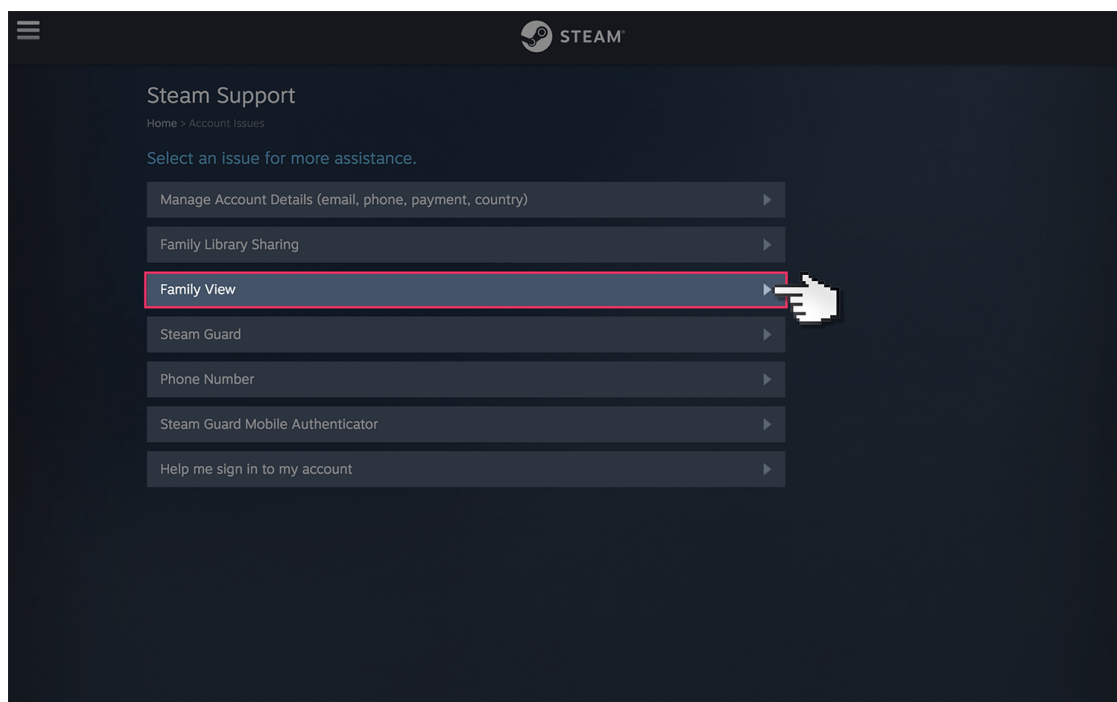 STEAM
Steam Support
Home > Account Issues
Select an issue for more assistance.
Manage Account Details (email, phone, payment, country)
Family Library Sharing
Family View
Steam Guard
Phone Number
Steam Guard Mobile Authenticator
Help me sign in to my account